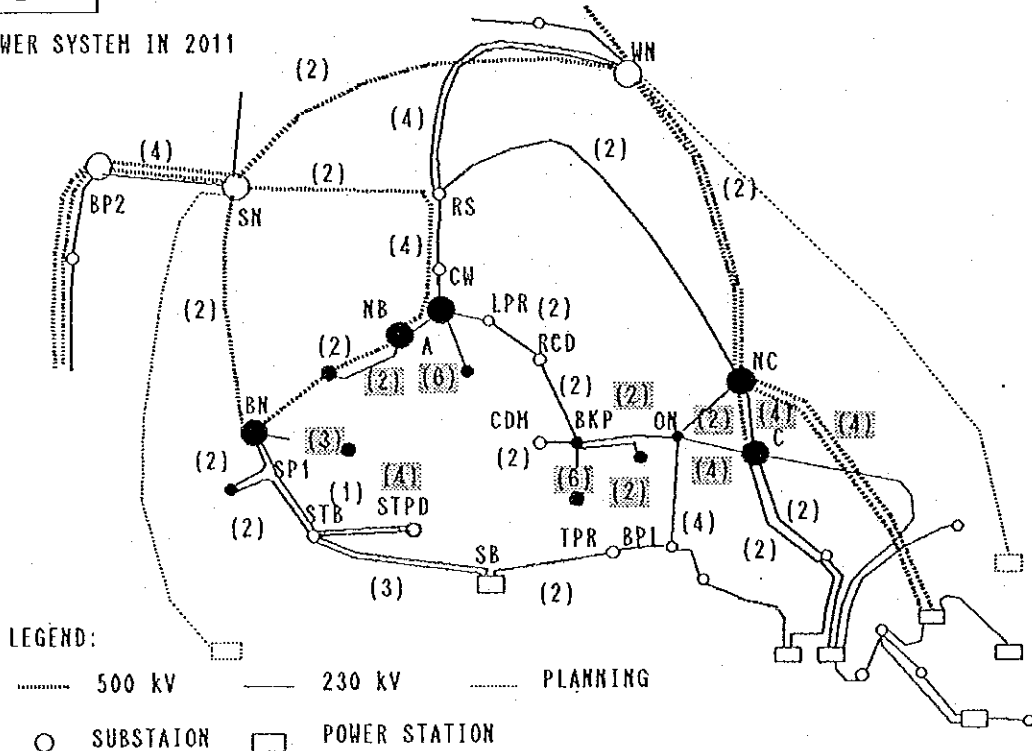 WER SYSTEM IN 2011
WN
(2)
(4)
(4)
(2)
(2)
(2)
BP2
SN
RS
(4)
CW
(2)
NB
LPR
(2)
A
RCD
NC
(2)
(2)
(6)
(2)
(2)
(4)
(4)
BN
CDM
BKP
ON
C
(3)
(2)
(6)
(2)
(4)
(2)
SP1
(4)
(1)
STPD
(2)
STB
(2)
TPR
BPL
(4)
(2)
SB
(3)
(2)
LEGEND:
500 kV
230 kV
PLANNING
SUBSTAION
POWER STATION